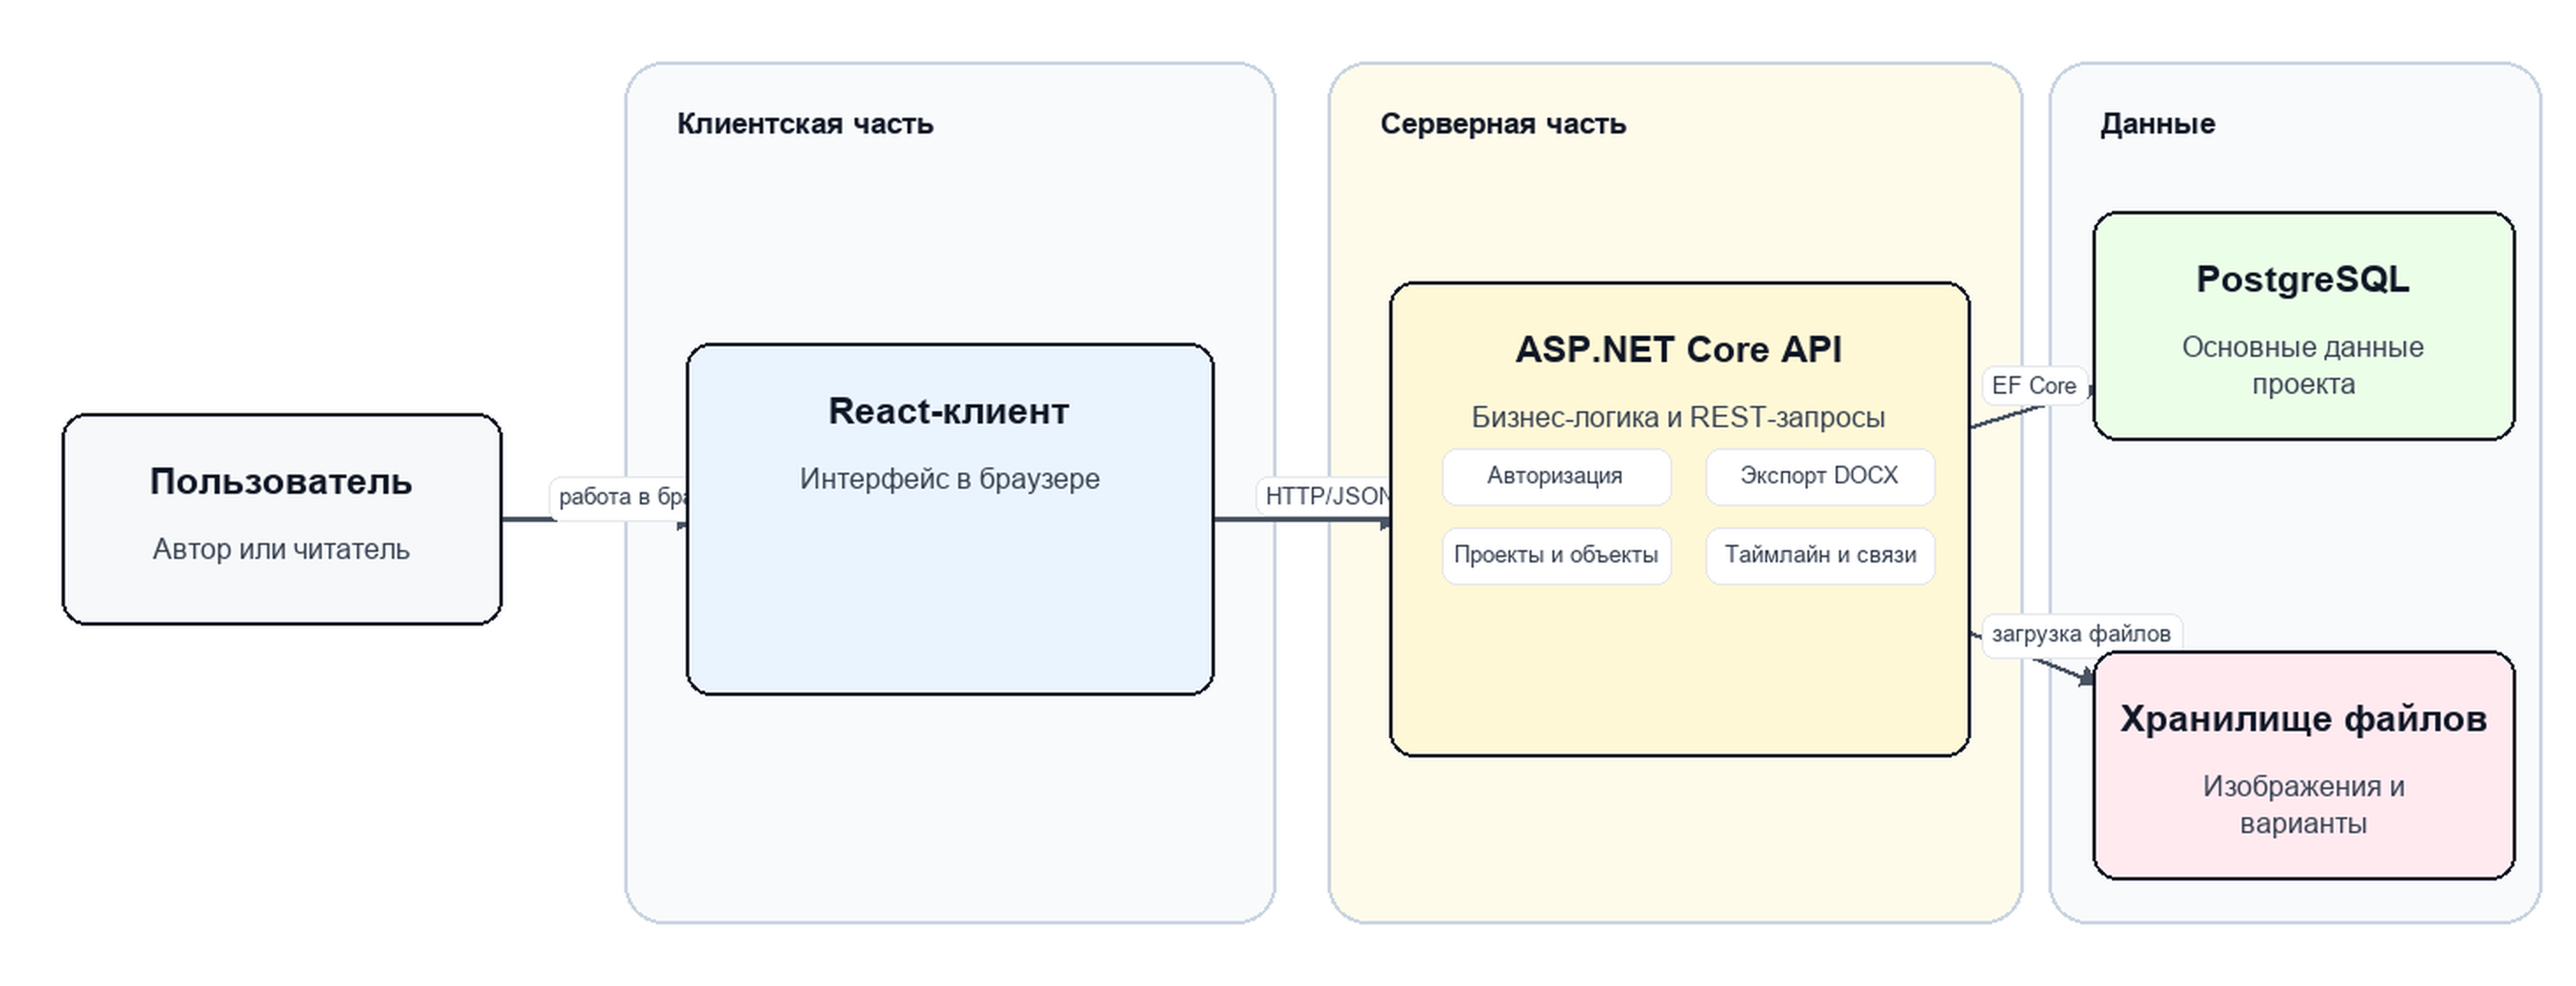 Клиентская часть
Серверная часть
Данные
Пользователь
Автор или читатель
работа в бра
React-клиент
Интерфейс в браузере
HTTP/JSON
ASP.NET Core API
Бизнес-логика и REST-запросы
Авторизация
Экспорт DOCX
Проекты и объекты
Таймлайн и связи
EF Core
загрузка файлов
PostgreSQL
Основные данные
проекта
Хранилище файлов
Изображения и
варианты